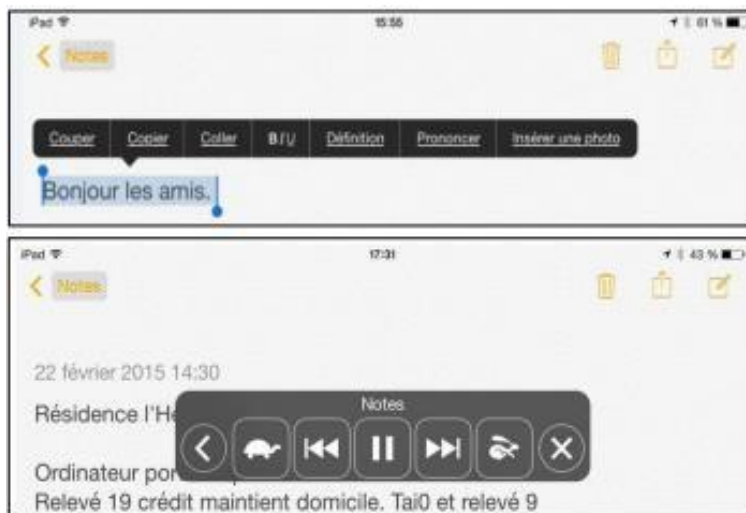 iPad 15:56 61 %
Notes
Couper Copier Coller B I U Définition Prononcer Insérer une photo
Bonjour les amis.
iPad 17:31 43 %
Notes
22 février 2015 14:30
Notes
Résidence l'He
Ordinateur por
Relevé 19 crédit maintient domicile. Tai0 et relevé 9